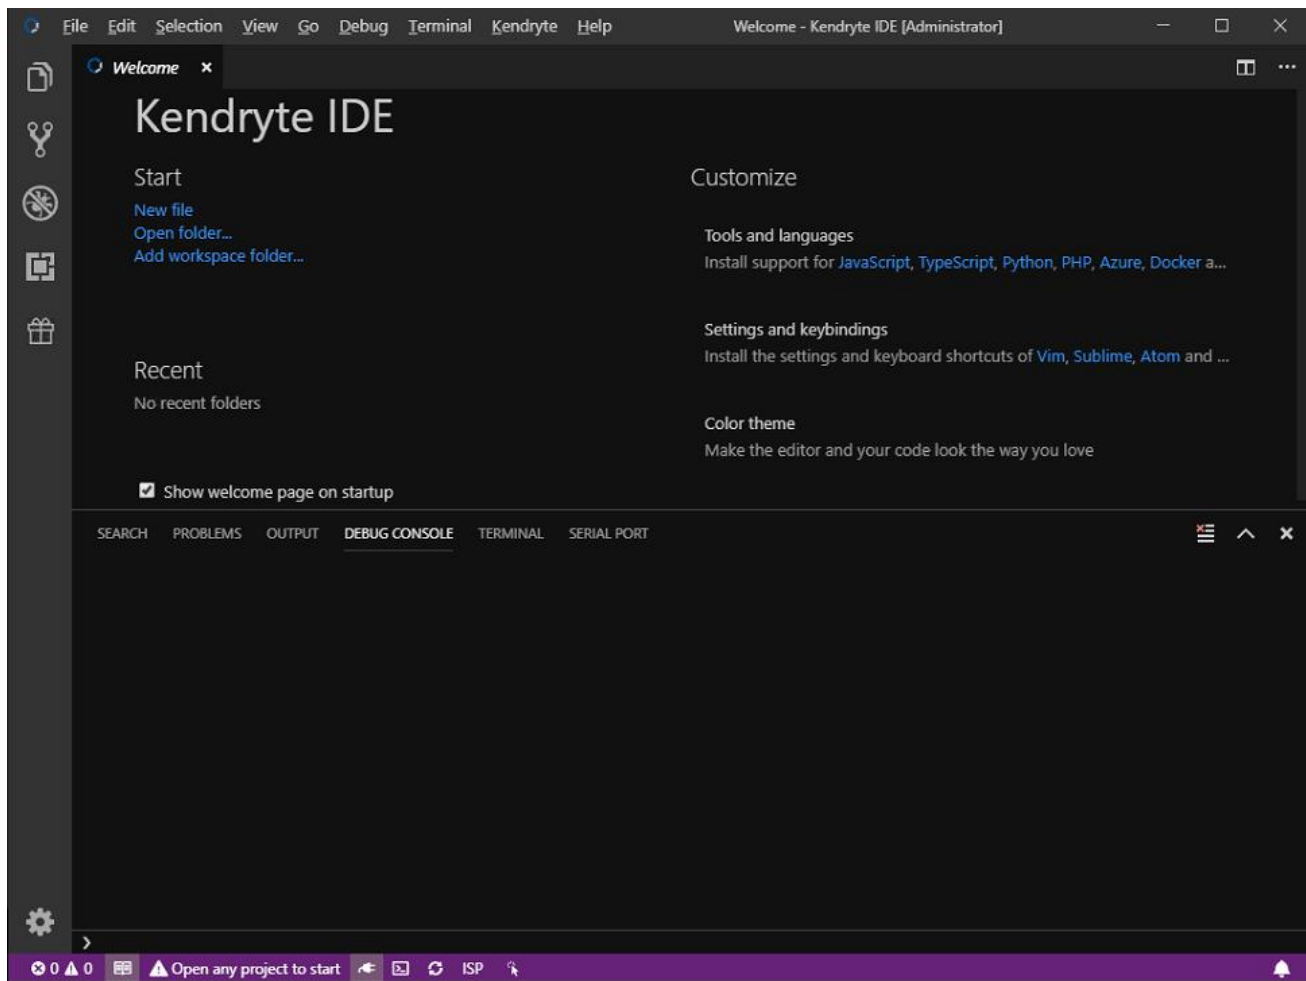 File Edit Selection View Go Debug Terminal Kendryte Help Welcome - Kendryte IDE [Administrator]
Welcome
Kendryte IDE
Start
New file
Open folder...
Add workspace folder...
Recent
No recent folders
Show welcome page on startup
Customize
Tools and languages
Install support for JavaScript, TypeScript, Python, PHP, Azure, Docker a...
Settings and keybindings
Install the settings and keyboard shortcuts of Vim, Sublime, Atom and ...
Color theme
Make the editor and your code look the way you love
SEARCH PROBLEMS OUTPUT DEBUG CONSOLE TERMINAL SERIAL PORT
0 0 Open any project to start ISP